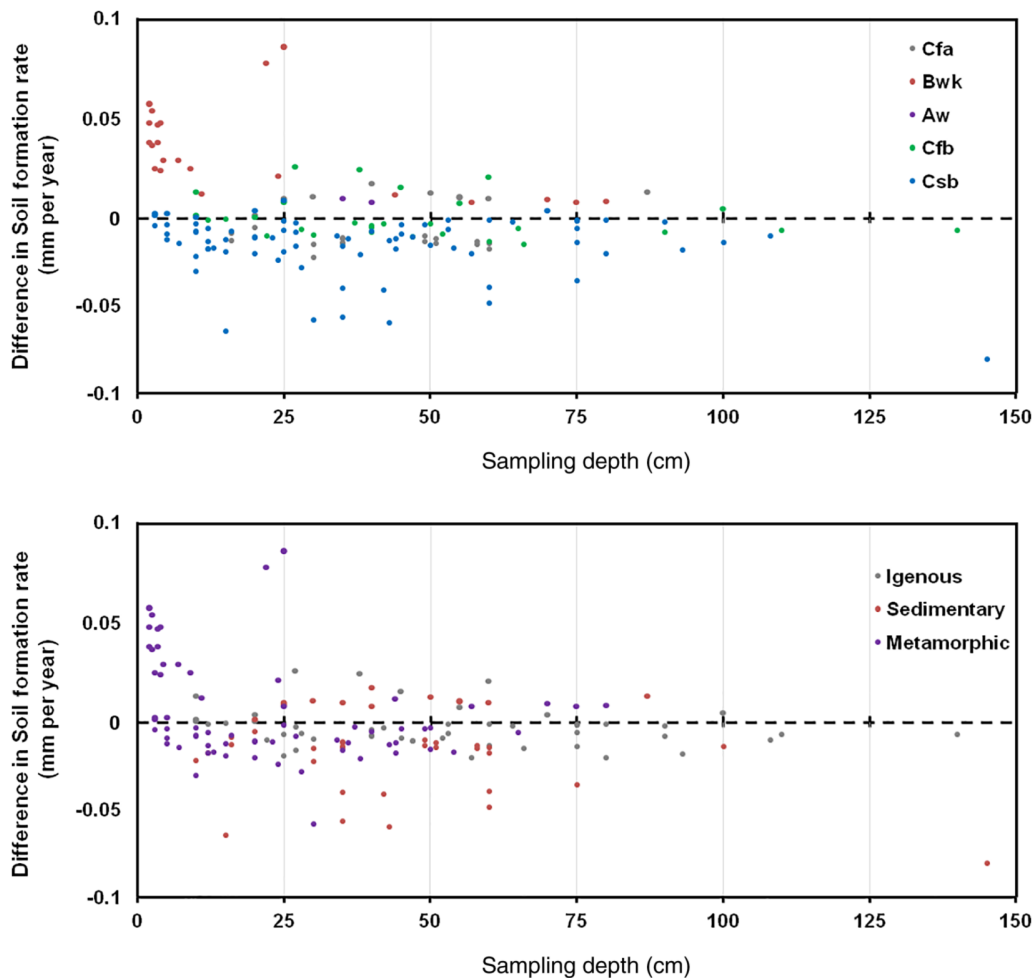 Difference in Soil formation rate
(mm per year)
0.1
0.05
0
-0.05
-0.1
Cfa
Bwk
Aw
Cfb
Csb
0 25 50 75 100 125 150
Sampling depth (cm)
Difference in Soil formation rate
(mm per year)
0.1
0.05
0
-0.05
-0.1
Igenous
Sedimentary
Metamorphic
0 25 50 75 100 125 150
Sampling depth (cm)